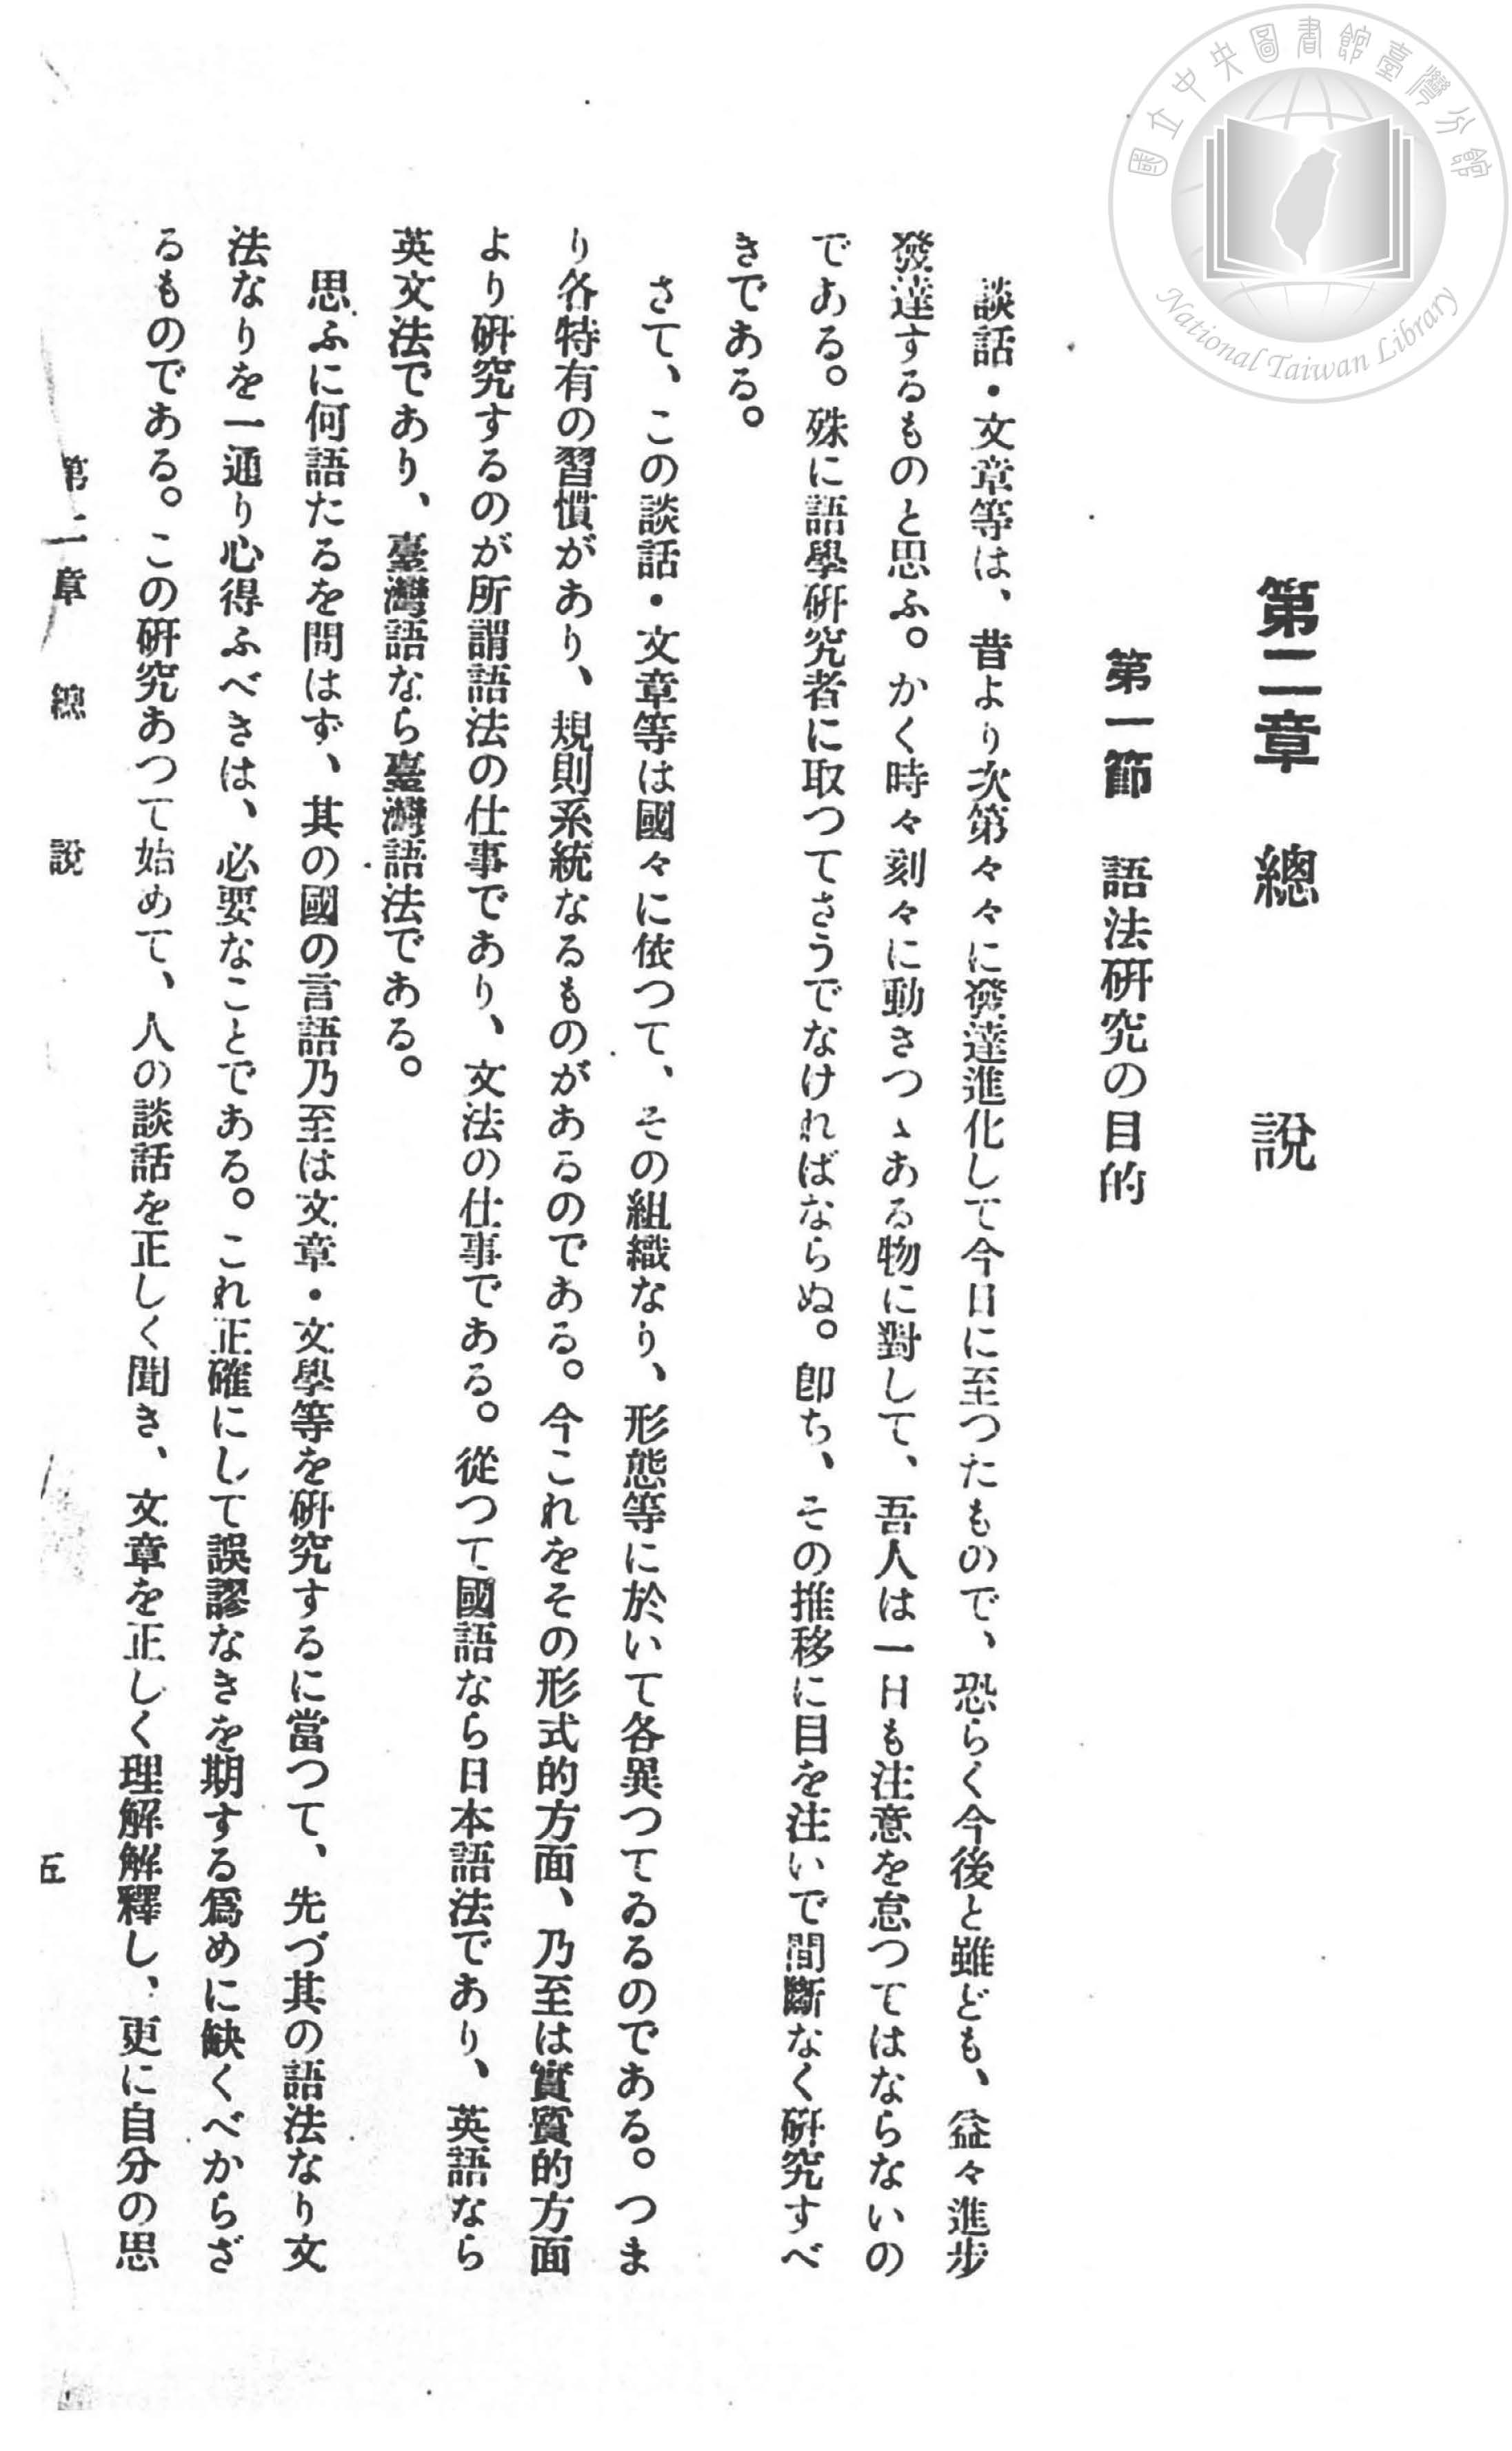 國立中央圖書館臺灣分館
National Taiwan Library
第二章 總說
第一節 語法硏究の目的
談話・文章等は、昔より次第々々に發達進化して今日に至つたもので、恐らく今後と雖ども、益々進步
發達するものと思ふ。かく時々刻々に動きつゝある物に對して、吾人は一日も注意を怠つてはならないの
である。殊に語學硏究者に取つてさうでなければならぬ。卽ち、その推移に目を注いで間斷なく硏究すべ
きである。
さて、この談話・文章等は國々に依つて、その組織なり、形態等に於いて各異つてゐるのである。つま
り各特有の習慣があり、規則系統なるものがあるのである。今これをその形式的方面、乃至は實質的方面
より硏究するのが所謂語法の仕事であり、文法の仕事である。從つて國語なら日本語法であり、英語なら
英文法であり、臺灣語なら臺灣語法である。
思ふに何語たるを問はず、其の國の言語乃至は文章・文學等を硏究するに當つて、先づ其の語法なり文
法なりを一通り心得ふべきは、必要なことである。これ正確にして誤謬なきを期する爲めに缺くべからざ
るものである。この硏究あつて始めて、人の談話を正しく聞き、文章を正しく理解解釋し、更に自分の思
第二章 總說
五